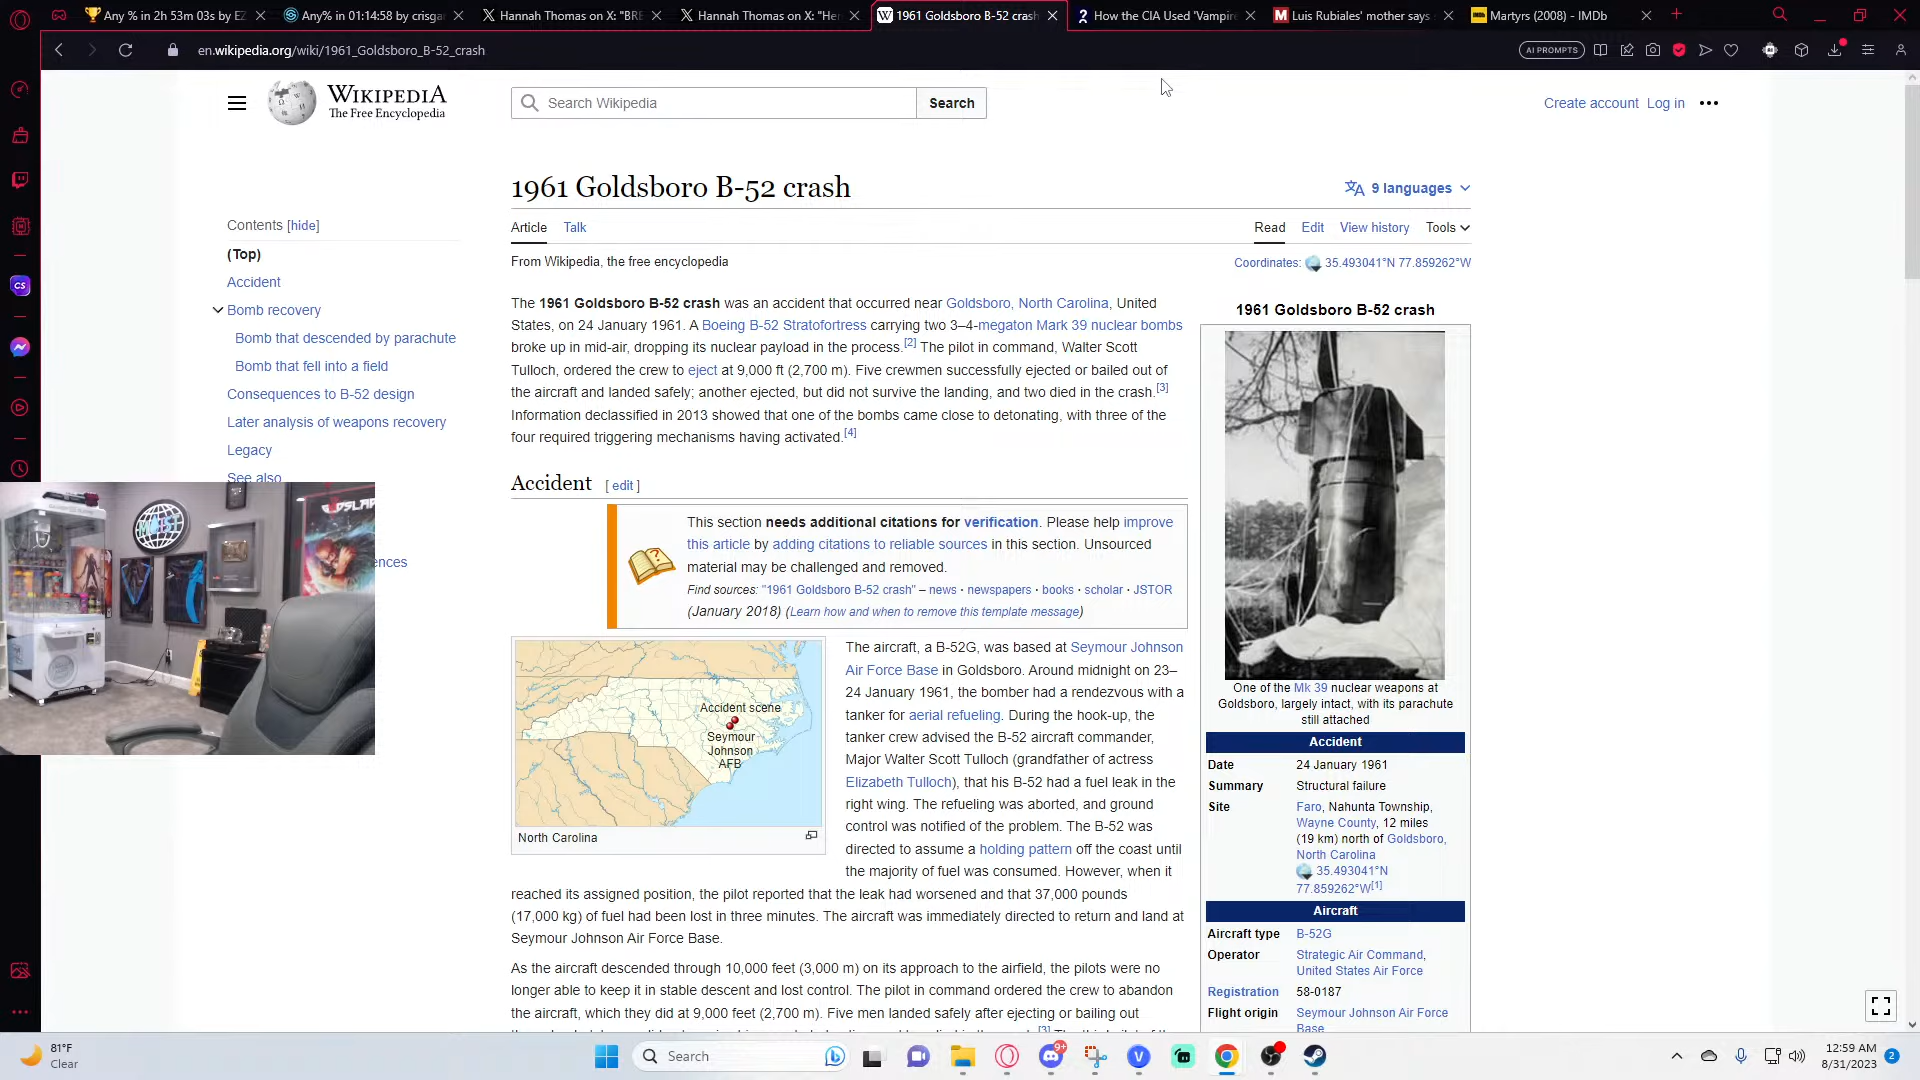 Any % in 2h 53m 03s by EZ
Any% in 01:14:58 by crisgar
Hannah Thomas on X: "BRE
Hannah Thomas on X: "Her
1961 Goldsboro B-52 crash
How the CIA Used 'Vampire
Luis Rubiales' mother says s
Martyrs (2008) - IMDb
en.wikipedia.org/wiki/1961_Goldsboro_B-52_crash
AI PROMPTS
WIKIPEDIA
The Free Encyclopedia
Search Wikipedia
Search
Create account
Log in
1961 Goldsboro B-52 crash
9 languages
Contents [hide]
(Top)
Accident
Bomb recovery
Bomb that descended by parachute
Bomb that fell into a field
Consequences to B-52 design
Later analysis of weapons recovery
Legacy
See also
ences
Article
Talk
Read
Edit
View history
Tools
From Wikipedia, the free encyclopedia
Coordinates: 35.493041°N 77.859262°W
The 1961 Goldsboro B-52 crash was an accident that occurred near Goldsboro, North Carolina, United
States, on 24 January 1961. A Boeing B-52 Stratofortress carrying two 3–4-megaton Mark 39 nuclear bombs
broke up in mid-air, dropping its nuclear payload in the process.[2] The pilot in command, Walter Scott
Tulloch, ordered the crew to eject at 9,000 ft (2,700 m). Five crewmen successfully ejected or bailed out of
the aircraft and landed safely; another ejected, but did not survive the landing, and two died in the crash.[3]
Information declassified in 2013 showed that one of the bombs came close to detonating, with three of the
four required triggering mechanisms having activated.[4]
Accident [ edit ]
This section needs additional citations for verification. Please help improve
this article by adding citations to reliable sources in this section. Unsourced
material may be challenged and removed.
Find sources: "1961 Goldsboro B-52 crash" – news · newspapers · books · scholar · JSTOR
(January 2018) (Learn how and when to remove this template message)
Accident scene
Seymour
Johnson
AFB
North Carolina
The aircraft, a B-52G, was based at Seymour Johnson
Air Force Base in Goldsboro. Around midnight on 23–
24 January 1961, the bomber had a rendezvous with a
tanker for aerial refueling. During the hook-up, the
tanker crew advised the B-52 aircraft commander,
Major Walter Scott Tulloch (grandfather of actress
Elizabeth Tulloch), that his B-52 had a fuel leak in the
right wing. The refueling was aborted, and ground
control was notified of the problem. The B-52 was
directed to assume a holding pattern off the coast until
the majority of fuel was consumed. However, when it
reached its assigned position, the pilot reported that the leak had worsened and that 37,000 pounds
(17,000 kg) of fuel had been lost in three minutes. The aircraft was immediately directed to return and land at
Seymour Johnson Air Force Base.
As the aircraft descended through 10,000 feet (3,000 m) on its approach to the airfield, the pilots were no
longer able to keep it in stable descent and lost control. The pilot in command ordered the crew to abandon
the aircraft, which they did at 9,000 feet (2,700 m). Five men landed safely after ejecting or bailing out
1961 Goldsboro B-52 crash
One of the Mk 39 nuclear weapons at
Goldsboro, largely intact, with its parachute
still attached
Accident
Date 24 January 1961
Summary Structural failure
Site Faro, Nahunta Township,
Wayne County, 12 miles
(19 km) north of Goldsboro,
North Carolina
35.493041°N
77.859262°W[1]
Aircraft
Aircraft type B-52G
Operator Strategic Air Command,
United States Air Force
Registration 58-0187
Flight origin Seymour Johnson Air Force
Base
CS
MOIST
81°F
Clear
Search
9+
12:59 AM
8/31/2023
2